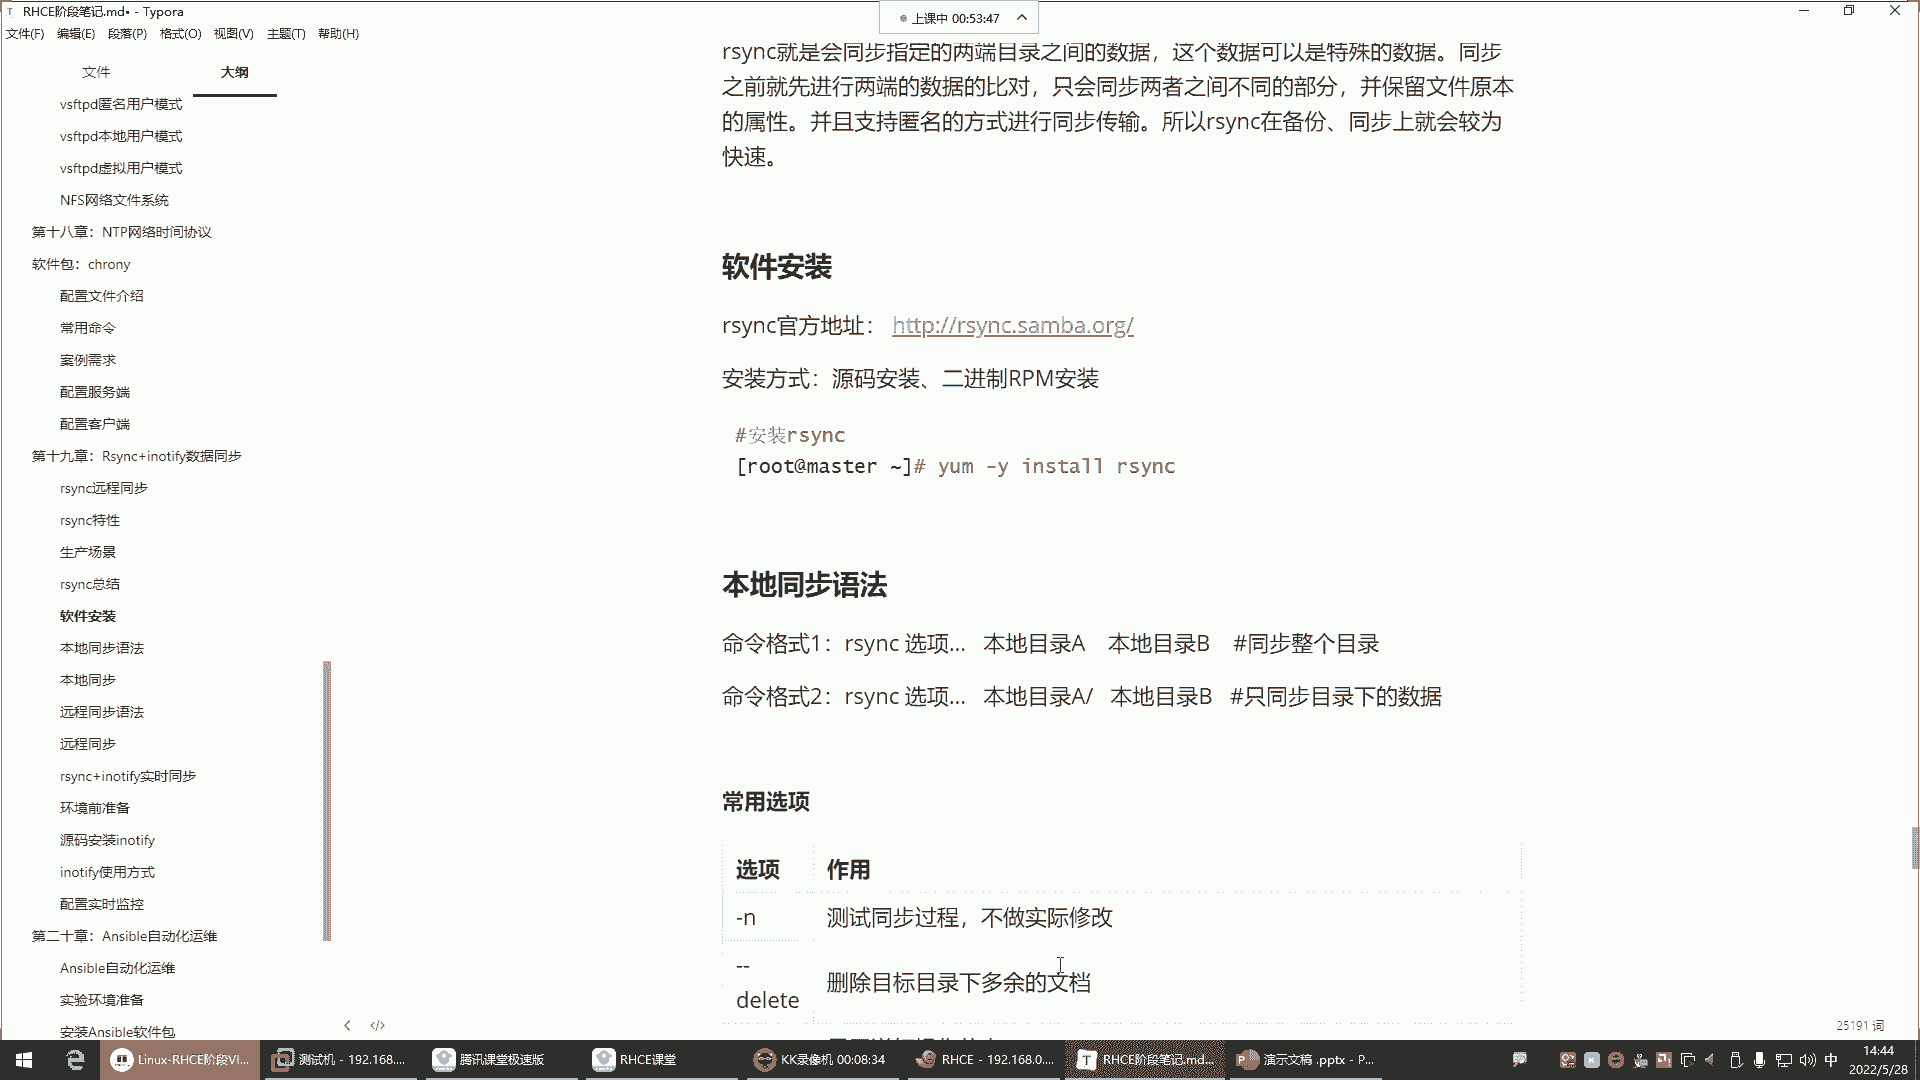 RHCE阶段笔记.md• - Typora
上课中 00:53:47
文件(F) 编辑(E) 段落(P) 格式(O) 视图(V) 主题(T) 帮助(H)
文件 大纲
vsftpd匿名用户模式
vsftpd本地用户模式
vsftpd虚拟用户模式
NFS网络文件系统
第十八章：NTP网络时间协议
软件包：chrony
配置文件介绍
常用命令
案例需求
配置服务端
配置客户端
第十九章：Rsync+inotify数据同步
rsync远程同步
rsync特性
生产场景
rsync总结
软件安装
本地同步语法
本地同步
远程同步语法
远程同步
rsync+inotify实时同步
环境前准备
源码安装inotify
inotify使用方式
配置实时监控
第二十章：Ansible自动化运维
Ansible自动化运维
实验环境准备
安装Ansible软件包
rsync就是会同步指定的两端目录之间的数据，这个数据可以是特殊的数据。同步
之前就先进行两端的数据的比对，只会同步两者之间不同的部分，并保留文件原本
的属性。并且支持匿名的方式进行同步传输。所以rsync在备份、同步上就会较为
快速。
软件安装
rsync官方地址： http://rsync.samba.org/
安装方式：源码安装、二进制RPM安装
#安装rsync
[root@master ~]# yum -y install rsync
本地同步语法
命令格式1：rsync 选项... 本地目录A 本地目录B #同步整个目录
命令格式2：rsync 选项... 本地目录A/ 本地目录B #只同步目录下的数据
常用选项
选项 作用
-n 测试同步过程，不做实际修改
--
delete 删除目标目录下多余的文档
25191 词
Linux-RHCE阶段VI... 测试机 - 192.168.... 腾讯课堂极速版 RHCE课堂 KK录像机 00:08:34 RHCE - 192.168.0.... RHCE阶段笔记.md... 演示文稿 .pptx - P... 中 14:44
2022/5/28